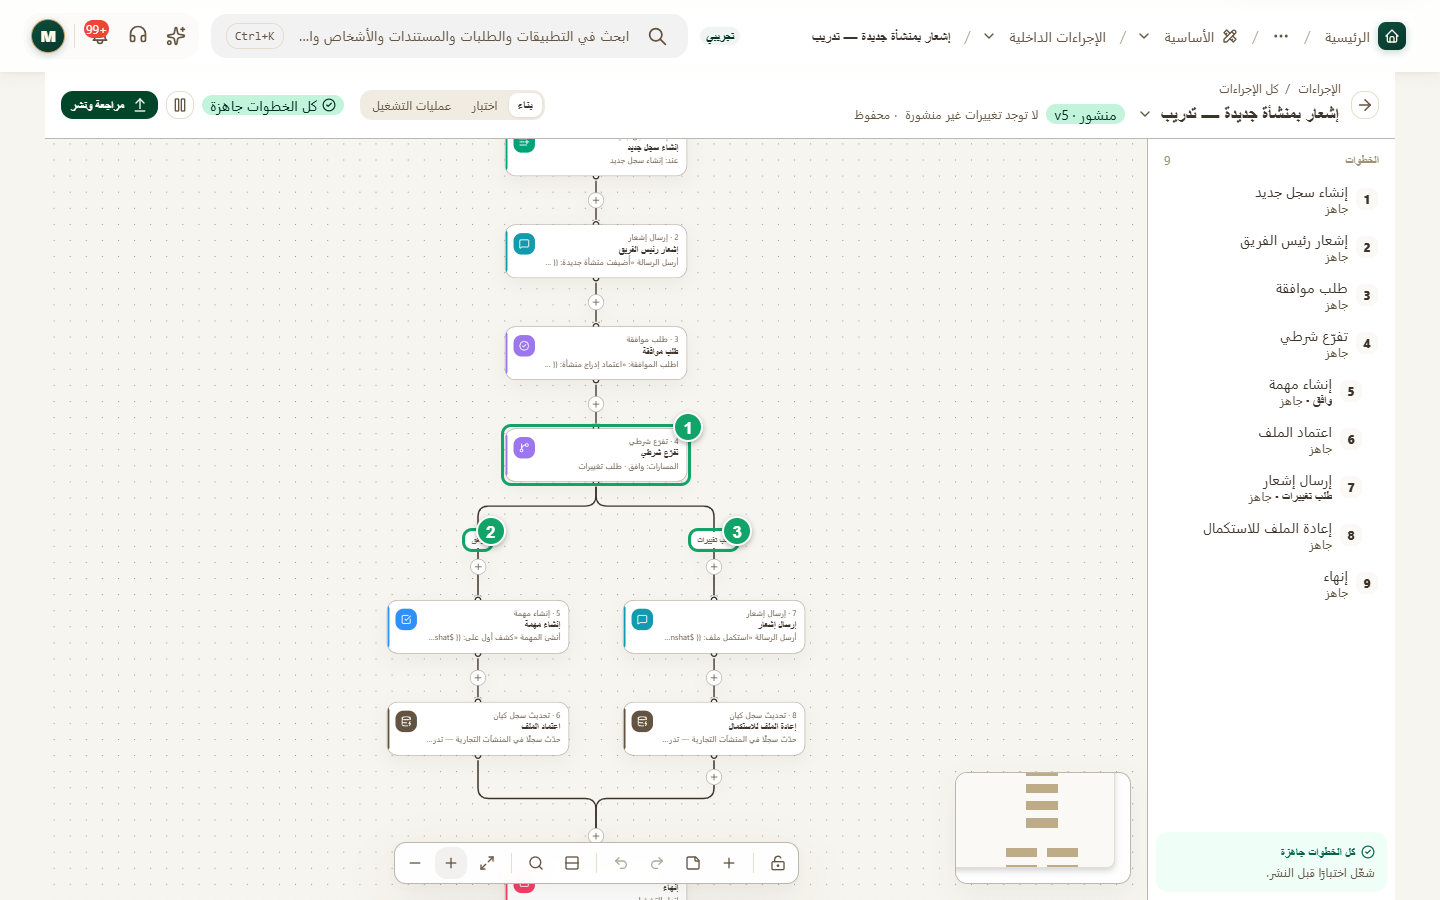 الرئيسية / ... / الأساسية / الإجراءات الداخلية / إشعار بمنشأة جديدة — تدريب
تجريبي
ابحث في التطبيقات والطلبات والمستندات والأشخاص وا...
Ctrl+K
99+
M
الإجراءات / كل الإجراءات
إشعار بمنشأة جديدة — تدريب
منشور · v5
لا توجد تغييرات غير منشورة · محفوظ
بناء
اختبار
عمليات التشغيل
كل الخطوات جاهزة
مراجعة ونشر
الخطوات
9
1
إنشاء سجل جديد
جاهز
2
إشعار رئيس الفريق
جاهز
3
طلب موافقة
جاهز
4
تفرّع شرطي
جاهز
5
إنشاء مهمة
وافق • جاهز
6
اعتماد الملف
جاهز
7
إرسال إشعار
طلب تغييرات • جاهز
8
إعادة الملف للاستكمال
جاهز
9
إنهاء
جاهز
كل الخطوات جاهزة
شغّل اختبارًا قبل النشر.
إنشاء سجل جديد
عند: إنشاء سجل جديد
2 · إرسال إشعار
إشعار رئيس الفريق
أرسل الرسالة «أضيفت منشأة جديدة: {{ ...
3 · طلب موافقة
طلب موافقة
اطلب الموافقة: «اعتماد إدراج منشأة: {{ ...
1
4 · تفرّع شرطي
تفرّع شرطي
المسارات: وافق · طلب تغييرات
3
تغييرات
2
7 · إرسال إشعار
إرسال إشعار
أرسل الرسالة «استكمل ملف: {{ $nshat...
5 · إنشاء مهمة
إنشاء مهمة
أنشئ المهمة «كشف أول على: {{ $shat...
8 · تحديث سجل كيان
إعادة الملف للاستكمال
حدّث سجلًا في المنشآت التجارية — تدر...
6 · تحديث سجل كيان
اعتماد الملف
حدّث سجلًا في المنشآت التجارية — تدر...
إنهاء